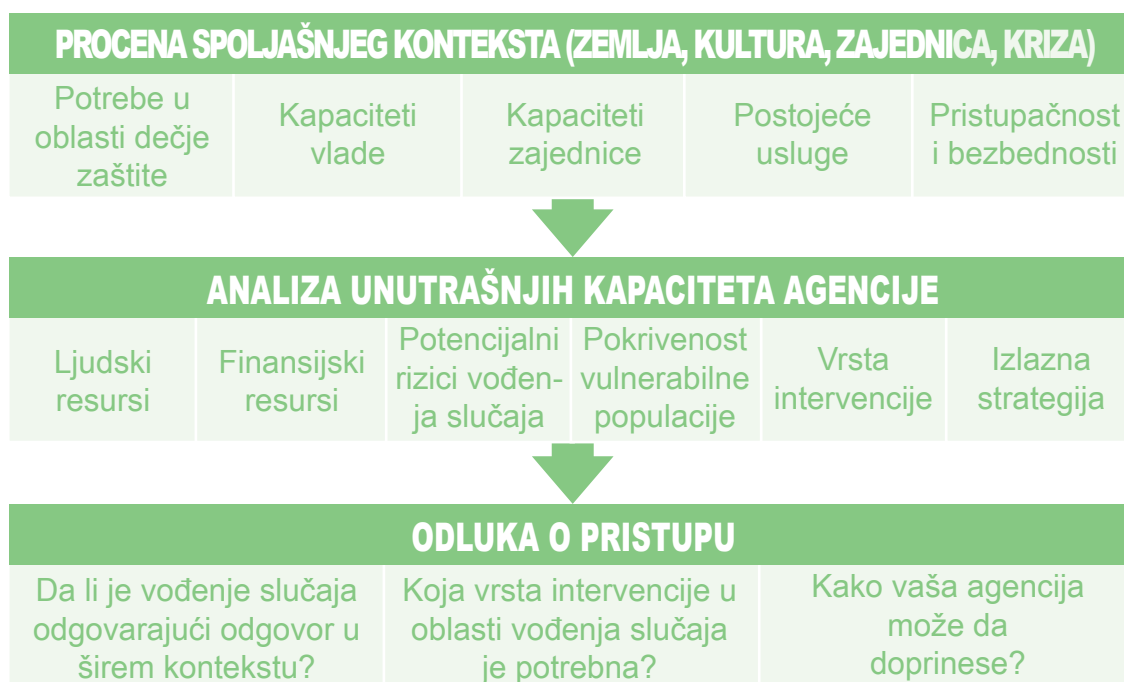 PROCENA SPOLJAŠNJEG KONTEKSTA (ZEMLJA, KULTURA, ZAJEDNICA, KRIZA)
Potrebe u
oblasti dečje
zaštite
Kapaciteti
vlade
Kapaciteti
zajednice
Postojeće
usluge
Pristupačnost
i bezbednosti
ANALIZA UNUTRAŠNJIH KAPACITETA AGENCIJE
Ljudski
resursi
Finansijski
resursi
Potencijalni
rizici vođen-
ja slučaja
Pokrivenost
vulnerabilne
populacije
Vrsta
intervencije
Izlazna
strategija
ODLUKA O PRISTUPU
Da li je vođenje slučaja
odgovarajući odgovor u
širem kontekstu?
Koja vrsta intervencije u
oblasti vođenja slučaja
je potrebna?
Kako vaša agencija
može da
doprinese?